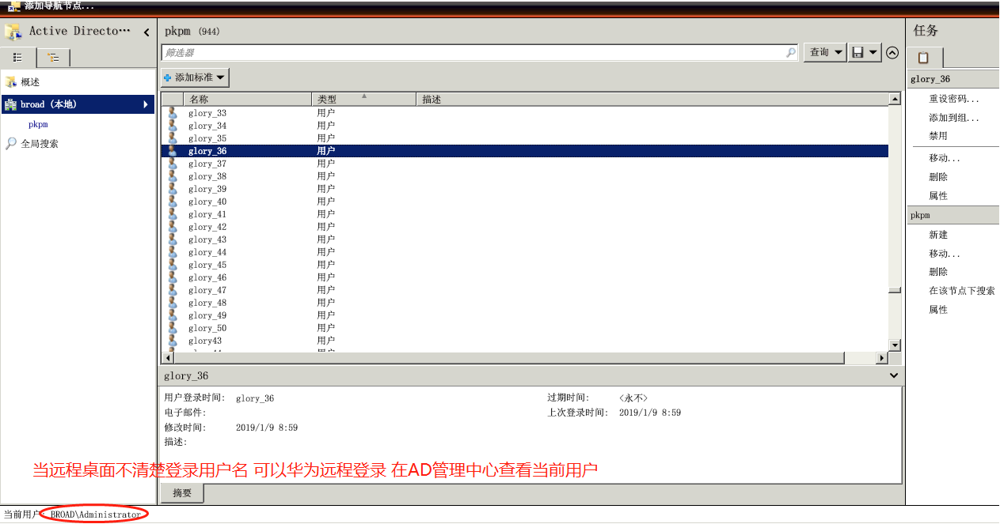 添加导航节点...
Active Directo···
概述
broad (本地)
pkpm
全局搜索
pkpm (944)
筛选器
查询
添加标准
名称 类型 描述
glory_33 用户
glory_34 用户
glory_35 用户
glory_36 用户
glory_37 用户
glory_38 用户
glory_39 用户
glory_40 用户
glory_41 用户
glory_42 用户
glory_43 用户
glory_44 用户
glory_45 用户
glory_46 用户
glory_47 用户
glory_48 用户
glory_49 用户
glory_50 用户
glory43 用户
glory_36
用户登录时间: glory_36 过期时间: <永不>
电子邮件: 上次登录时间: 2019/1/9 8:59
修改时间: 2019/1/9 8:59
描述:
当远程桌面不清楚登录用户名 可以华为远程登录 在AD管理中心查看当前用户
摘要
当前用户: BROAD\Administrator
任务
glory_36
重设密码...
添加到组...
禁用
移动...
删除
属性
pkpm
新建
移动...
删除
在该节点下搜索
属性